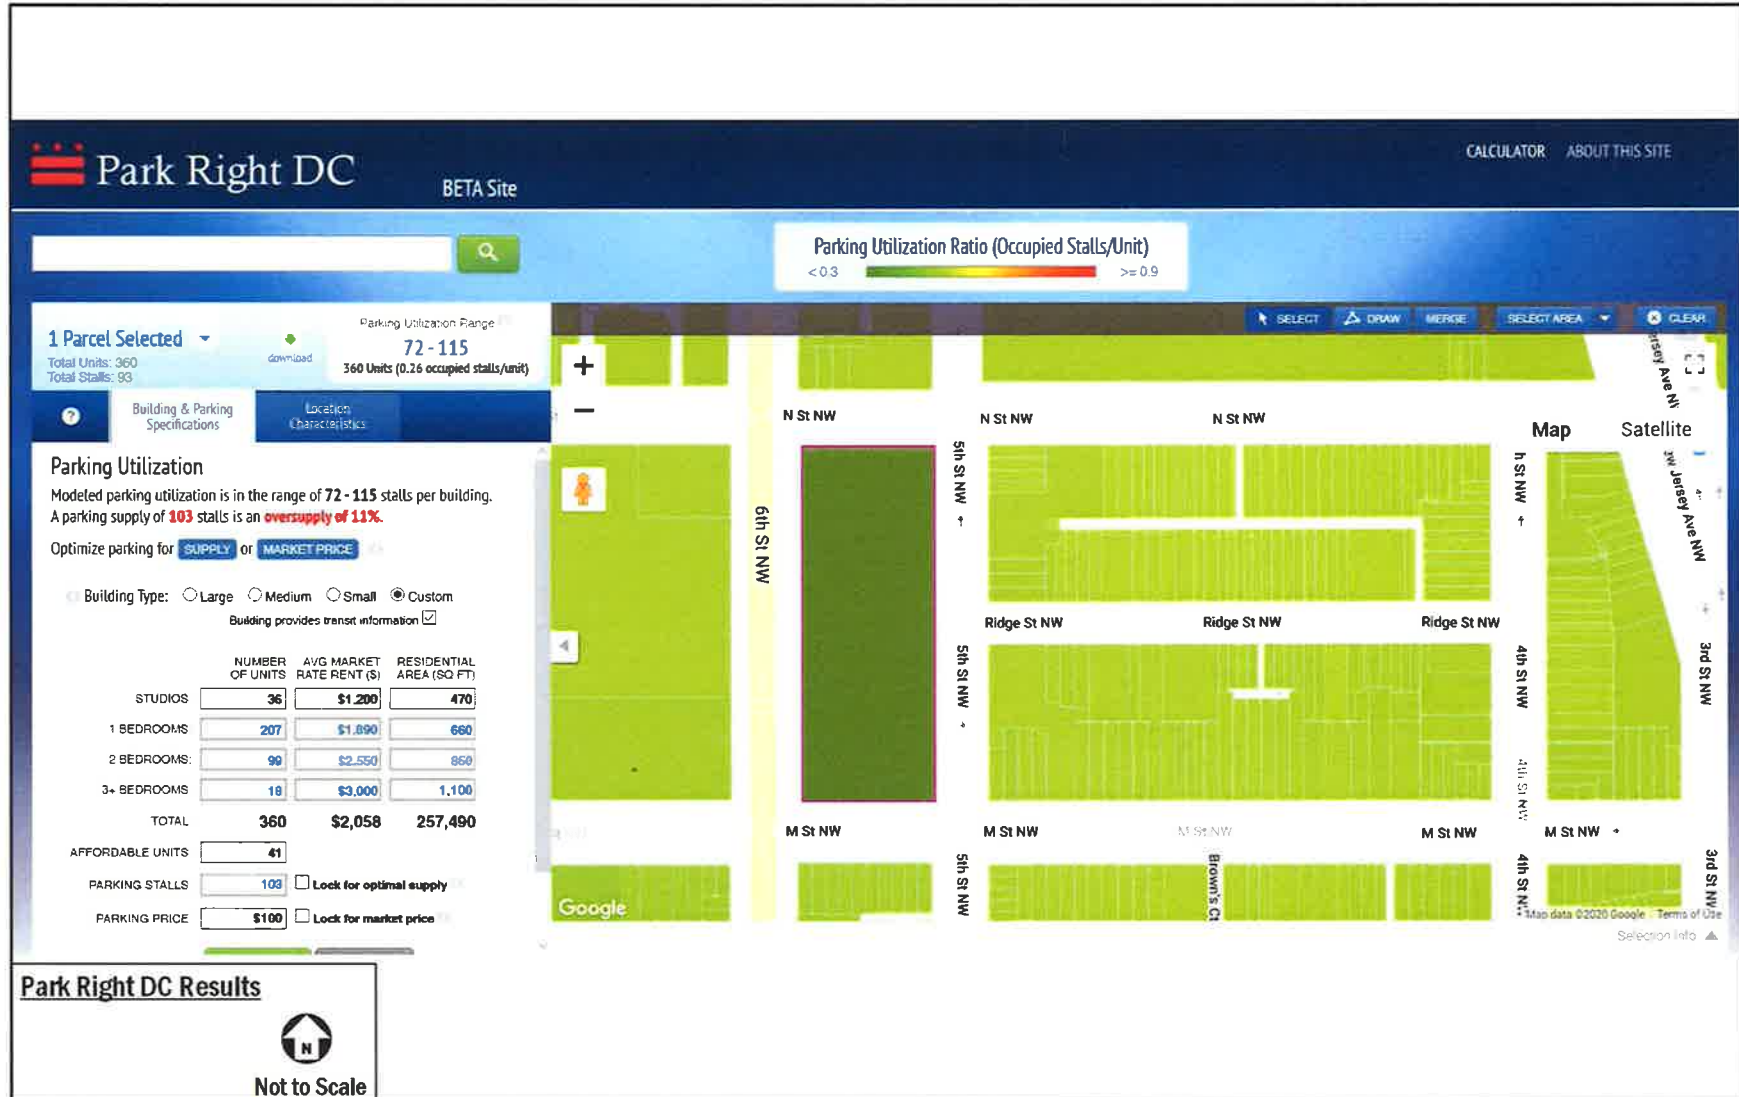 Park Right DC
BETA Site
CALCULATOR ABOUT THIS SITE
Parking Utilization Ratio (Occupied Stalls/Unit)
< 0.3 >= 0.9
1 Parcel Selected
Total Units: 360
Total Stalls: 93
download
Parking Utilization Range
72 - 115
360 Units (0.26 occupied stalls/unit)
SELECT DRAW MERGE SELECT AREA CLEAR
?
Building & Parking
Specifications
Location
Characteristics
Parking Utilization
Modeled parking utilization is in the range of 72 - 115 stalls per building.
A parking supply of 103 stalls is an oversupply of 11%.
Optimize parking for SUPPLY or MARKET PRICE
Building Type: Large Medium Small Custom
Building provides transit information
NUMBER OF UNITS AVG MARKET RATE RENT ($) RESIDENTIAL AREA (SQ FT)
STUDIOS 36 $1,200 470
1 BEDROOMS 207 $1,890 660
2 BEDROOMS: 99 $2,550 850
3+ BEDROOMS 18 $3,000 1,100
TOTAL 360 $2,058 257,490
AFFORDABLE UNITS 41
PARKING STALLS 103 Lock for optimal supply
PARKING PRICE $100 Lock for market price
+
−
Map Satellite
N St NW
N St NW
N St NW
6th St NW
5th St NW
h St NW
ersey Ave N
w Jersey Ave NW
Ridge St NW
Ridge St NW
Ridge St NW
5th St NW
4th St NW
3rd St NW
4th St NW
M St NW
M St NW
M St NW
M St NW
M St NW
5th St NW
Brown's Ct
4th St N
3rd St NW
Google
Map data ©2020 Google Terms of Use
Selection Info
Park Right DC Results
N
Not to Scale